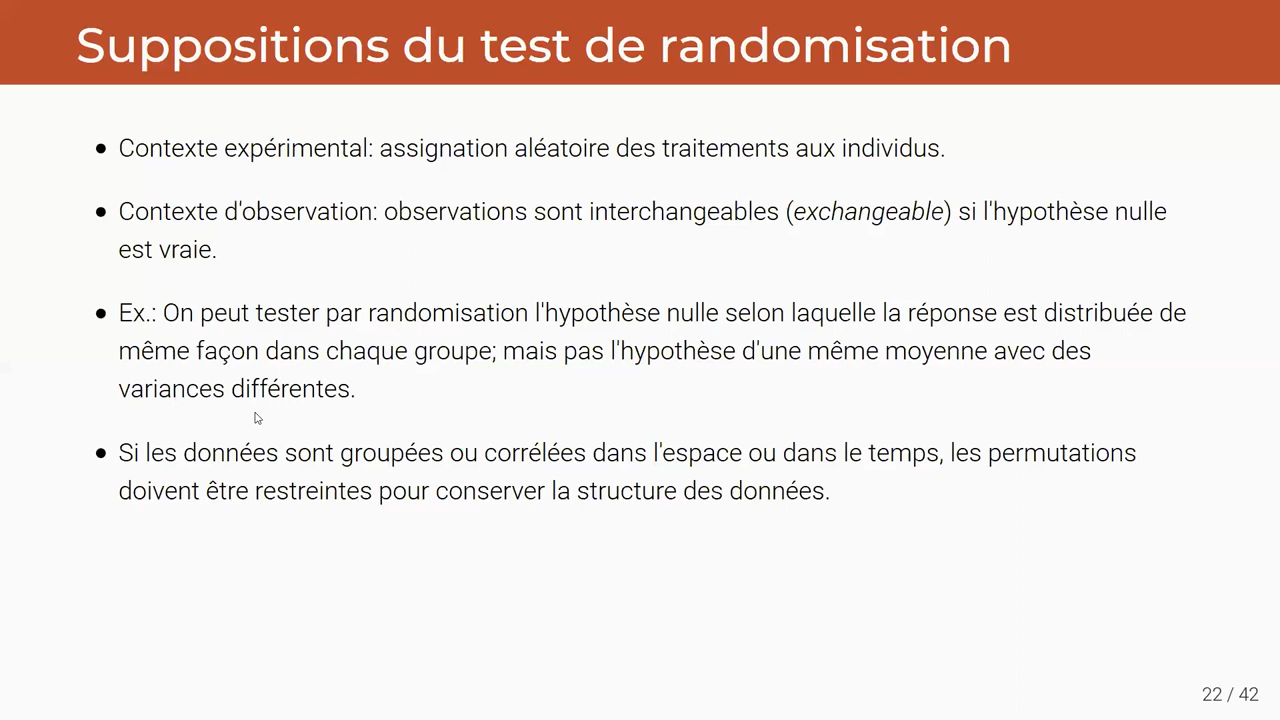 Suppositions du test de randomisation
• Contexte expérimental: assignation aléatoire des traitements aux individus.
• Contexte d'observation: observations sont interchangeables (exchangeable) si l'hypothèse nulle
est vraie.
• Ex.: On peut tester par randomisation l'hypothèse nulle selon laquelle la réponse est distribuée de
même façon dans chaque groupe; mais pas l'hypothèse d'une même moyenne avec des
variances différentes.
• Si les données sont groupées ou corrélées dans l'espace ou dans le temps, les permutations
doivent être restreintes pour conserver la structure des données.
22 / 42